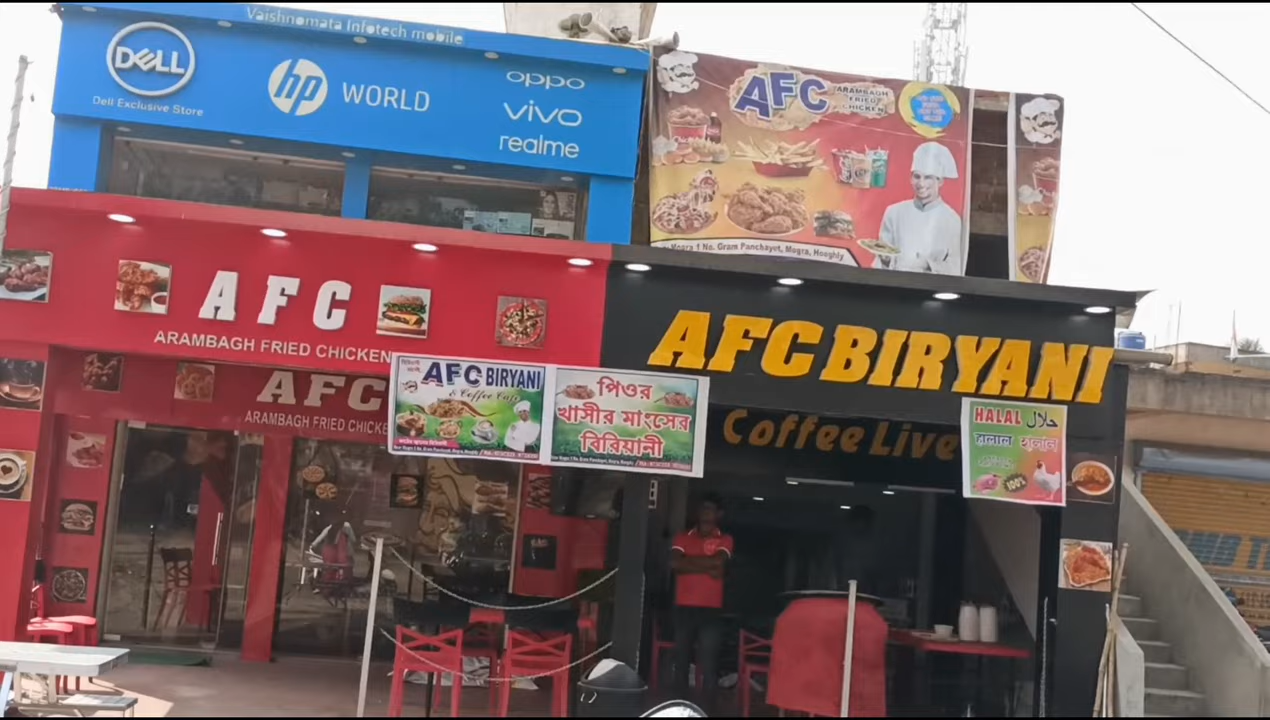 Vaishnomata Infotech mobile
DELL
Dell Exclusive Store
hp WORLD
oppo
vivo
realme
AFC
ARAMBAGH
FRIED
CHICKEN
Mogra 1 No. Gram Panchayet, Mogra, Hooghly
AFC
ARAMBAGH FRIED CHICKEN
AFC BIRYANI
AFC
ARAMBAGH FRIED CHICKE
AFC BIRYANI
& Coffee Cafe
পিওর
খাসীর মাংসের
বিরিয়ানী
Coffee Live
HALAL حلال
হালাল हलाल
100%